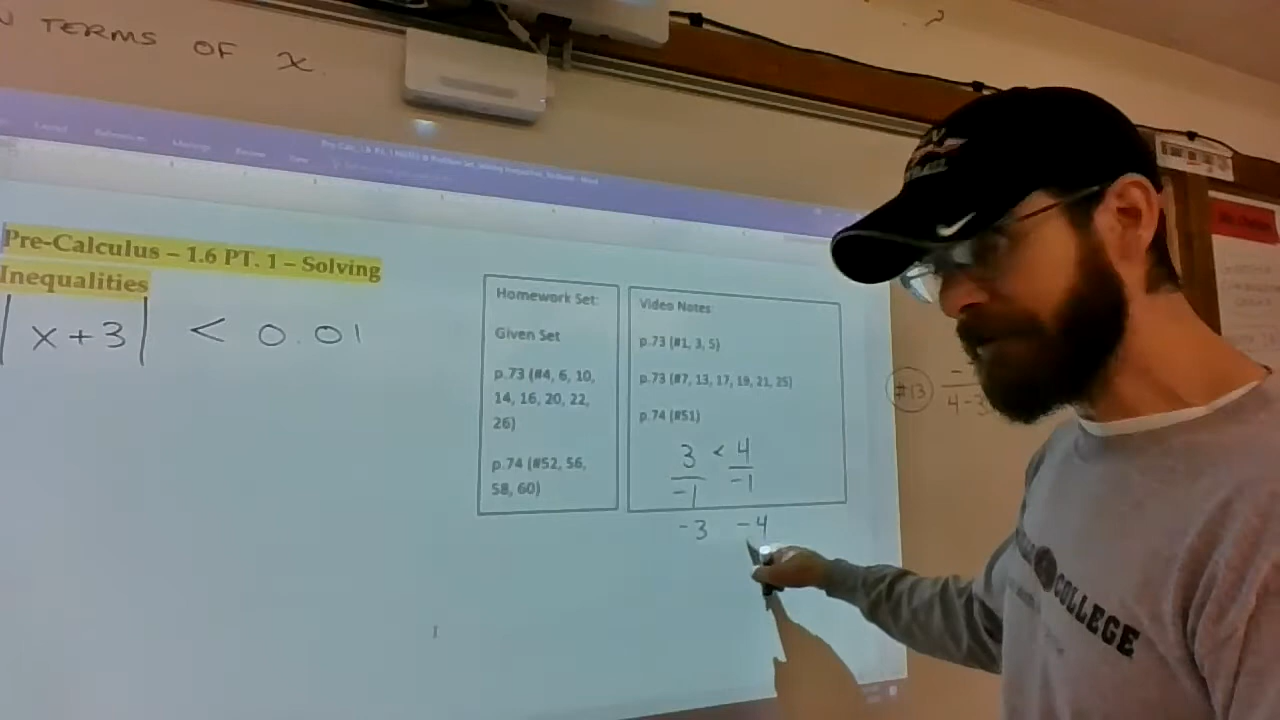 TERMS OF x
Pre-Calculus – 1.6 PT. 1 – Solving
Inequalities
|x+3| < 0.01
Homework Set:
Given Set
p.73 (#4, 6, 10,
14, 16, 20, 22,
26)
p.74 (#52, 56,
58, 60)
Video Notes:
p.73 (#1, 3, 5)
p.73 (#7, 13, 17, 19, 21, 25)
p.74 (#51)
3 < 4
-1 -1
-3 -4
#13
4-3
COLLEGE